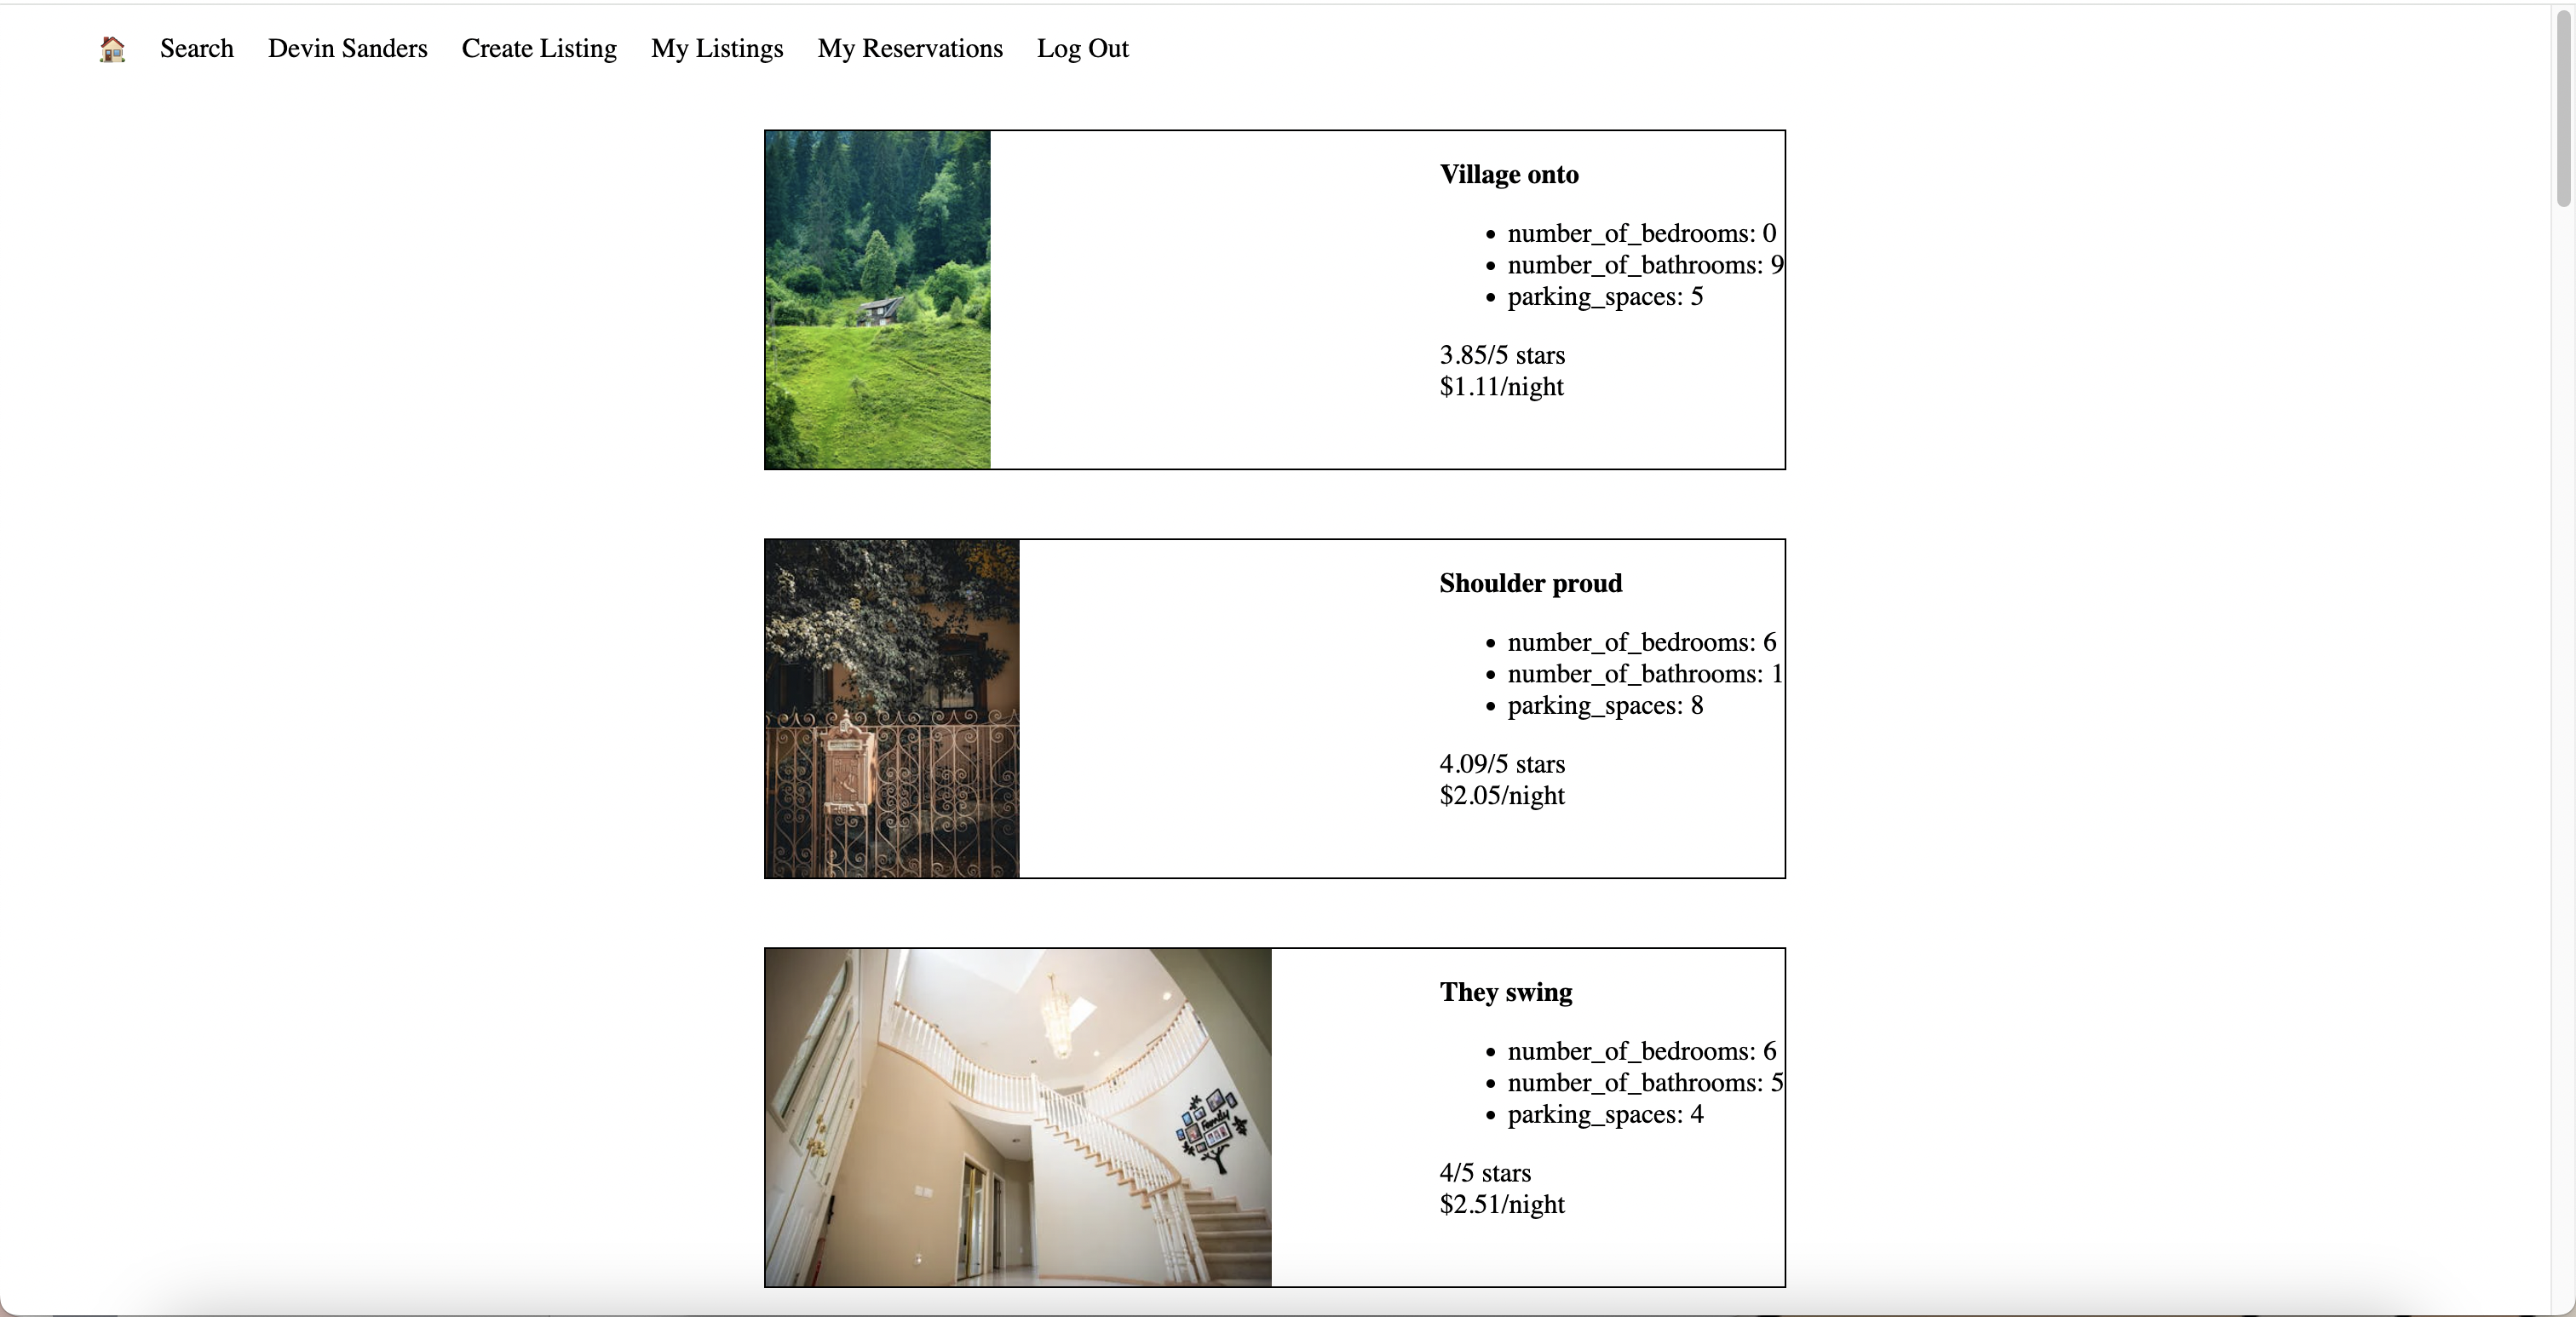 Search Devin Sanders Create Listing My Listings My Reservations Log Out
Village onto
number_of_bedrooms: 0
number_of_bathrooms: 9
parking_spaces: 5
3.85/5 stars
$1.11/night
Shoulder proud
number_of_bedrooms: 6
number_of_bathrooms: 1
parking_spaces: 8
4.09/5 stars
$2.05/night
They swing
number_of_bedrooms: 6
number_of_bathrooms: 5
parking_spaces: 4
4/5 stars
$2.51/night
Family